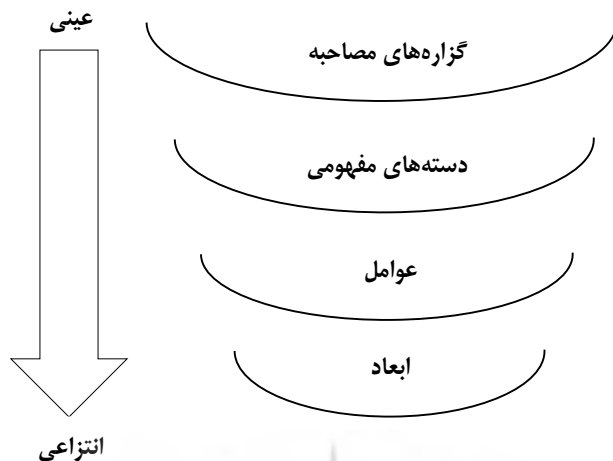 عینی
گزاره‌های مصاحبه
دسته‌های مفهومی
عوامل
ابعاد
انتزاعی